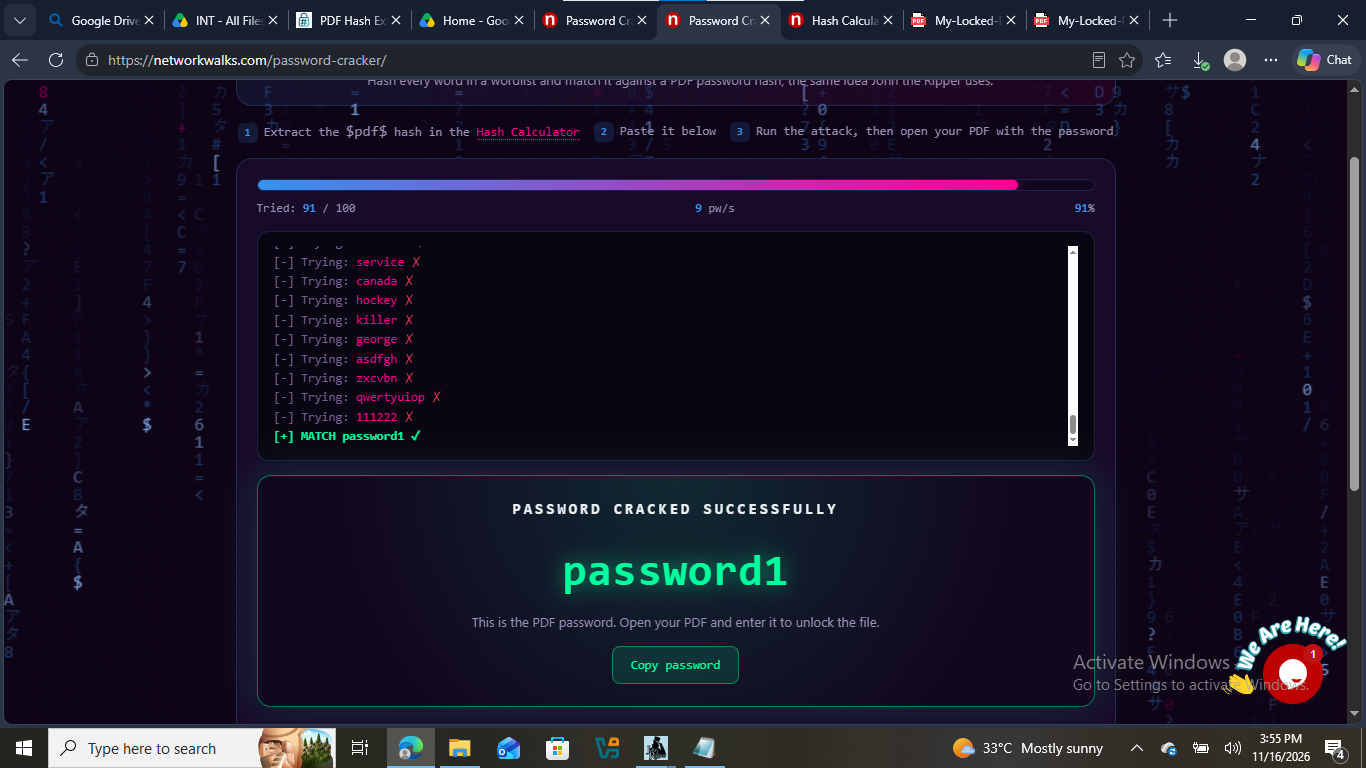 Google Drive
INT - All Files
PDF Hash Ex
Home - Goo
Password Cr
Password Cr
Hash Calcula
My-Locked-
My-Locked-
https://networkwalks.com/password-cracker/
Chat
Hash every word in a wordlist and match it against a PDF password hash, the same idea John the Ripper uses.
1 Extract the $pdf$ hash in the Hash Calculator 2 Paste it below 3 Run the attack, then open your PDF with the password
Tried: 91 / 100
9 pw/s
91%
[-] Trying: service ✗
[-] Trying: canada ✗
[-] Trying: hockey ✗
[-] Trying: killer ✗
[-] Trying: george ✗
[-] Trying: asdfgh ✗
[-] Trying: zxcvbn ✗
[-] Trying: qwertyuiop ✗
[-] Trying: 111222 ✗
[+] MATCH password1 ✓
PASSWORD CRACKED SUCCESSFULLY
password1
This is the PDF password. Open your PDF and enter it to unlock the file.
Copy password
We Are Here!
1
Activate Windows
Go to Settings to activate Windows.
Type here to search
33°C Mostly sunny
3:55 PM
11/16/2026
4